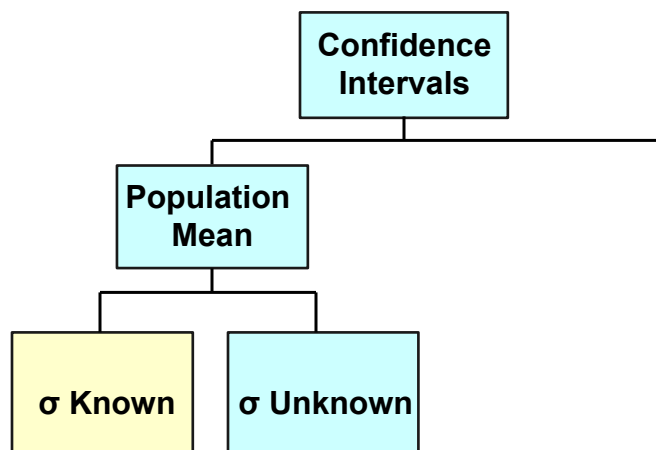 Confidence
Intervals
Population
Mean
σ Known
σ Unknown